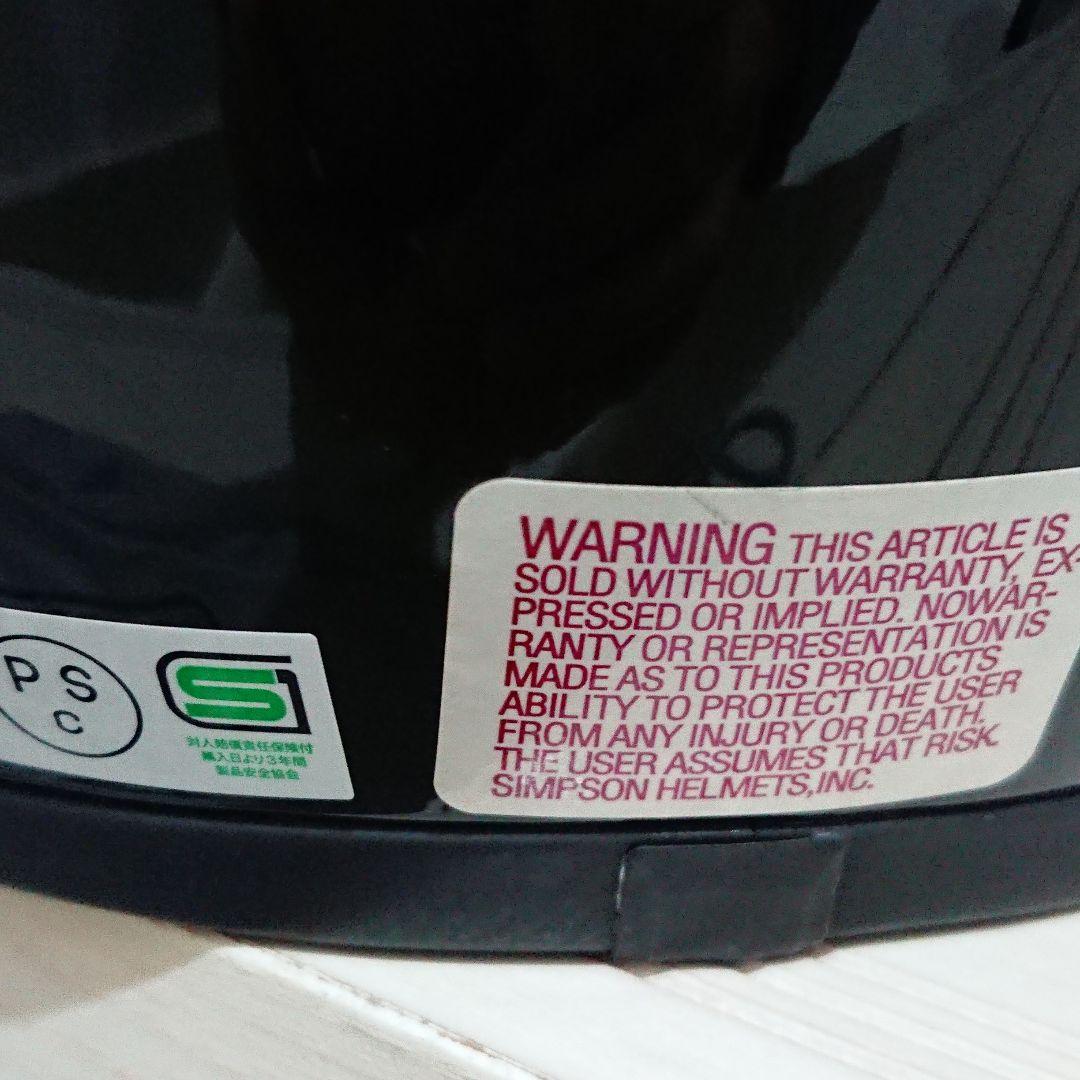 P S
C
SG
対人賠償責任保険付
購入日より3年間
製品安全協会
WARNING THIS ARTICLE IS
SOLD WITHOUT WARRANTY, EX-
PRESSED OR IMPLIED. NOWAR-
RANTY OR REPRESENTATION IS
MADE AS TO THIS PRODUCTS
ABILITY TO PROTECT THE USER
FROM ANY INJURY OR DEATH.
THE USER ASSUMES THAT RISK.
SIMPSON HELMETS,INC.